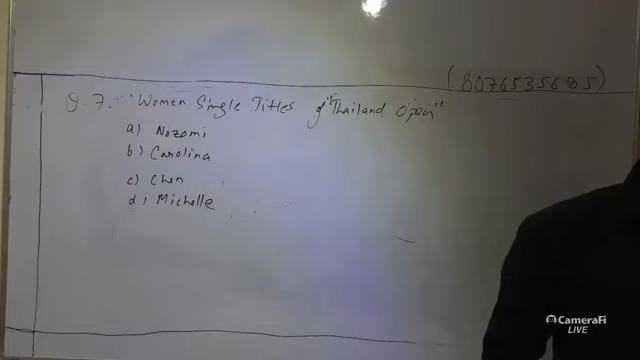 (8076535685)
Q.7. "Women Single Titles of "Thailand Open"
a) Nozomi
b) Carolina
c) Chen
d) Michelle
CameraFi
LIVE